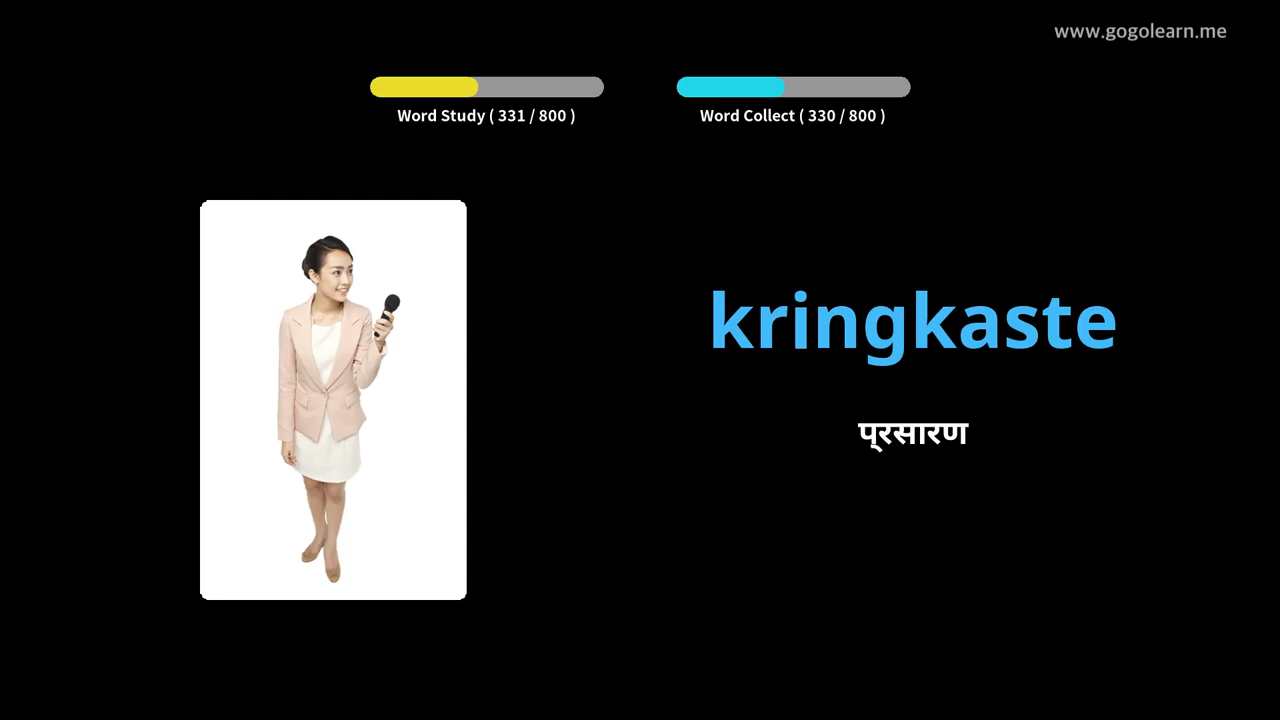 www.gogolearn.me
Word Study ( 331 / 800 )
Word Collect ( 330 / 800 )
kringkaste
प्रसारण